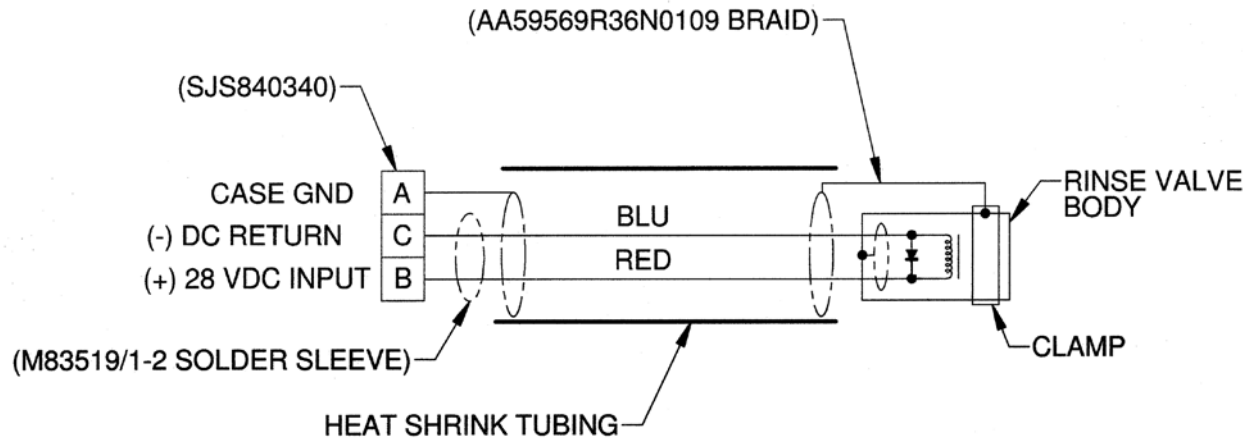 (AA59569R36N0109 BRAID)
(SJS840340)
CASE GND A
(-) DC RETURN C
(+) 28 VDC INPUT B
BLU
RED
RINSE VALVE
BODY
CLAMP
(M83519/1-2 SOLDER SLEEVE)
HEAT SHRINK TUBING